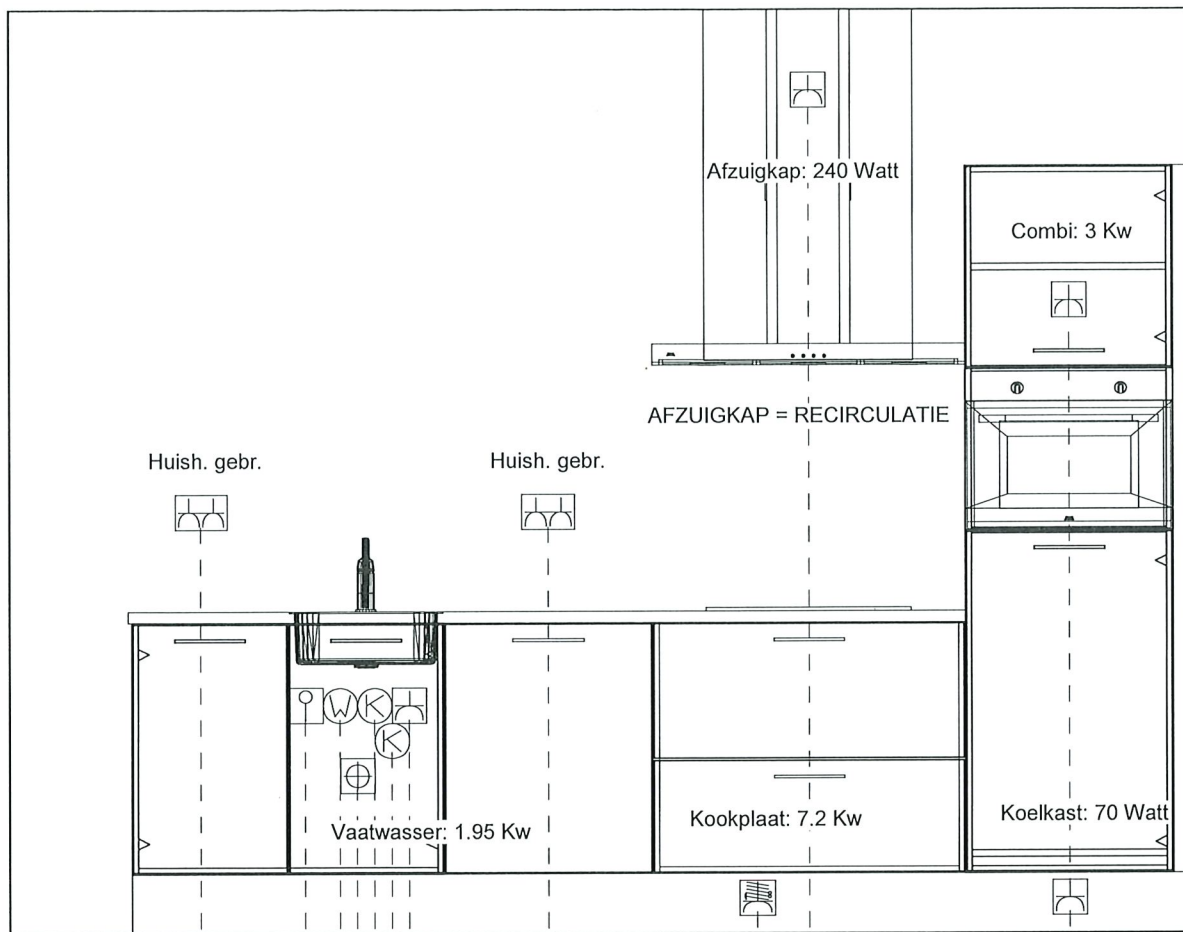 Afzuigkap: 240 Watt
Combi: 3 Kw
AFZUIGKAP = RECIRCULATIE
Huish. gebr.
Huish. gebr.
W
K
K
Vaatwasser: 1.95 Kw
Kookplaat: 7.2 Kw
Koelkast: 70 Watt